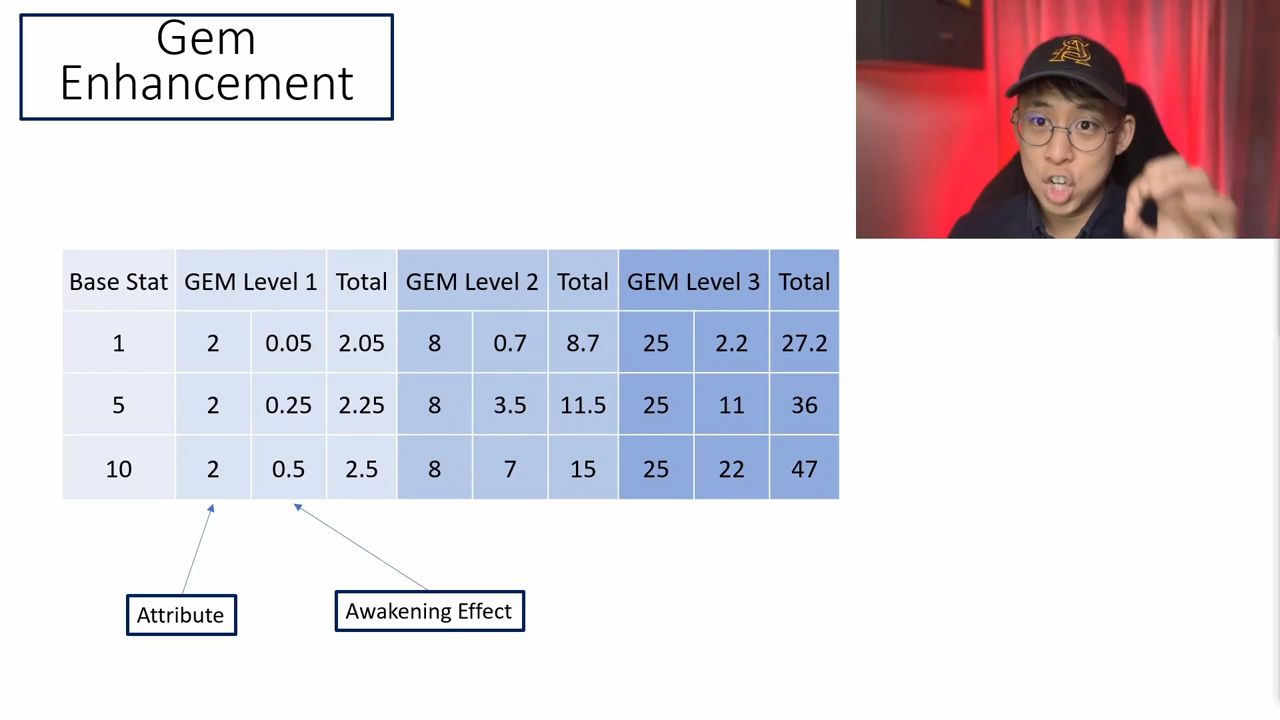 Gem
Enhancement
Base Stat GEM Level 1 Total GEM Level 2 Total GEM Level 3 Total
1 2 0.05 2.05 8 0.7 8.7 25 2.2 27.2
5 2 0.25 2.25 8 3.5 11.5 25 11 36
10 2 0.5 2.5 8 7 15 25 22 47
Attribute
Awakening Effect